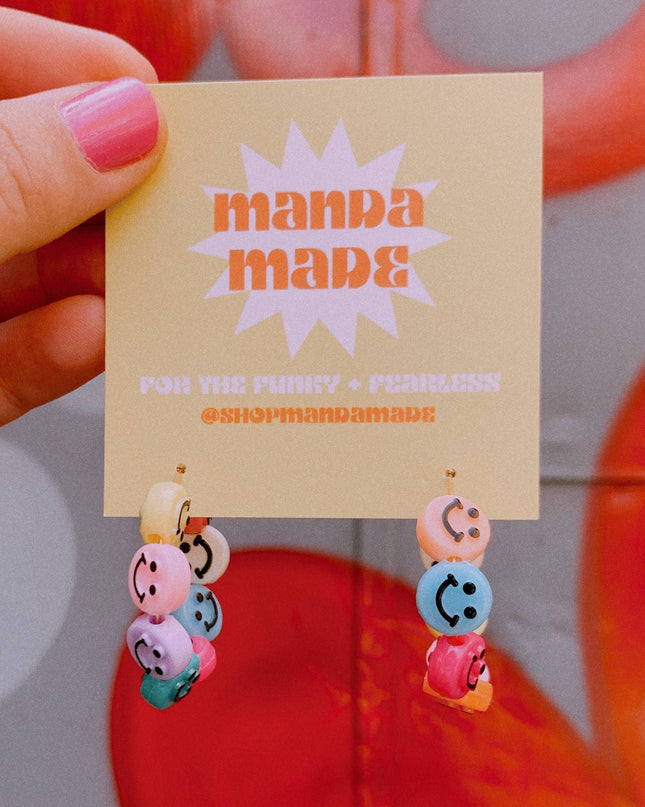 manda
made
FOR THE FUNKY + FEARLESS
@SHOPMANDAMADE